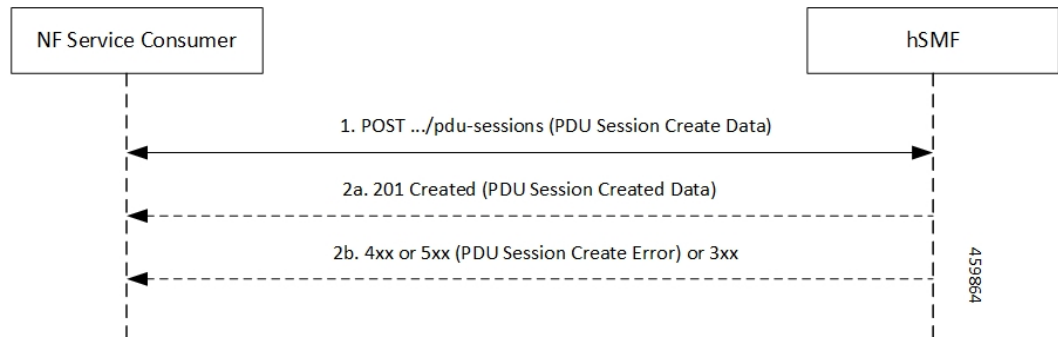 NF Service Consumer
hSMF
1. POST .../pdu-sessions (PDU Session Create Data)
2a. 201 Created (PDU Session Created Data)
2b. 4xx or 5xx (PDU Session Create Error) or 3xx
459864